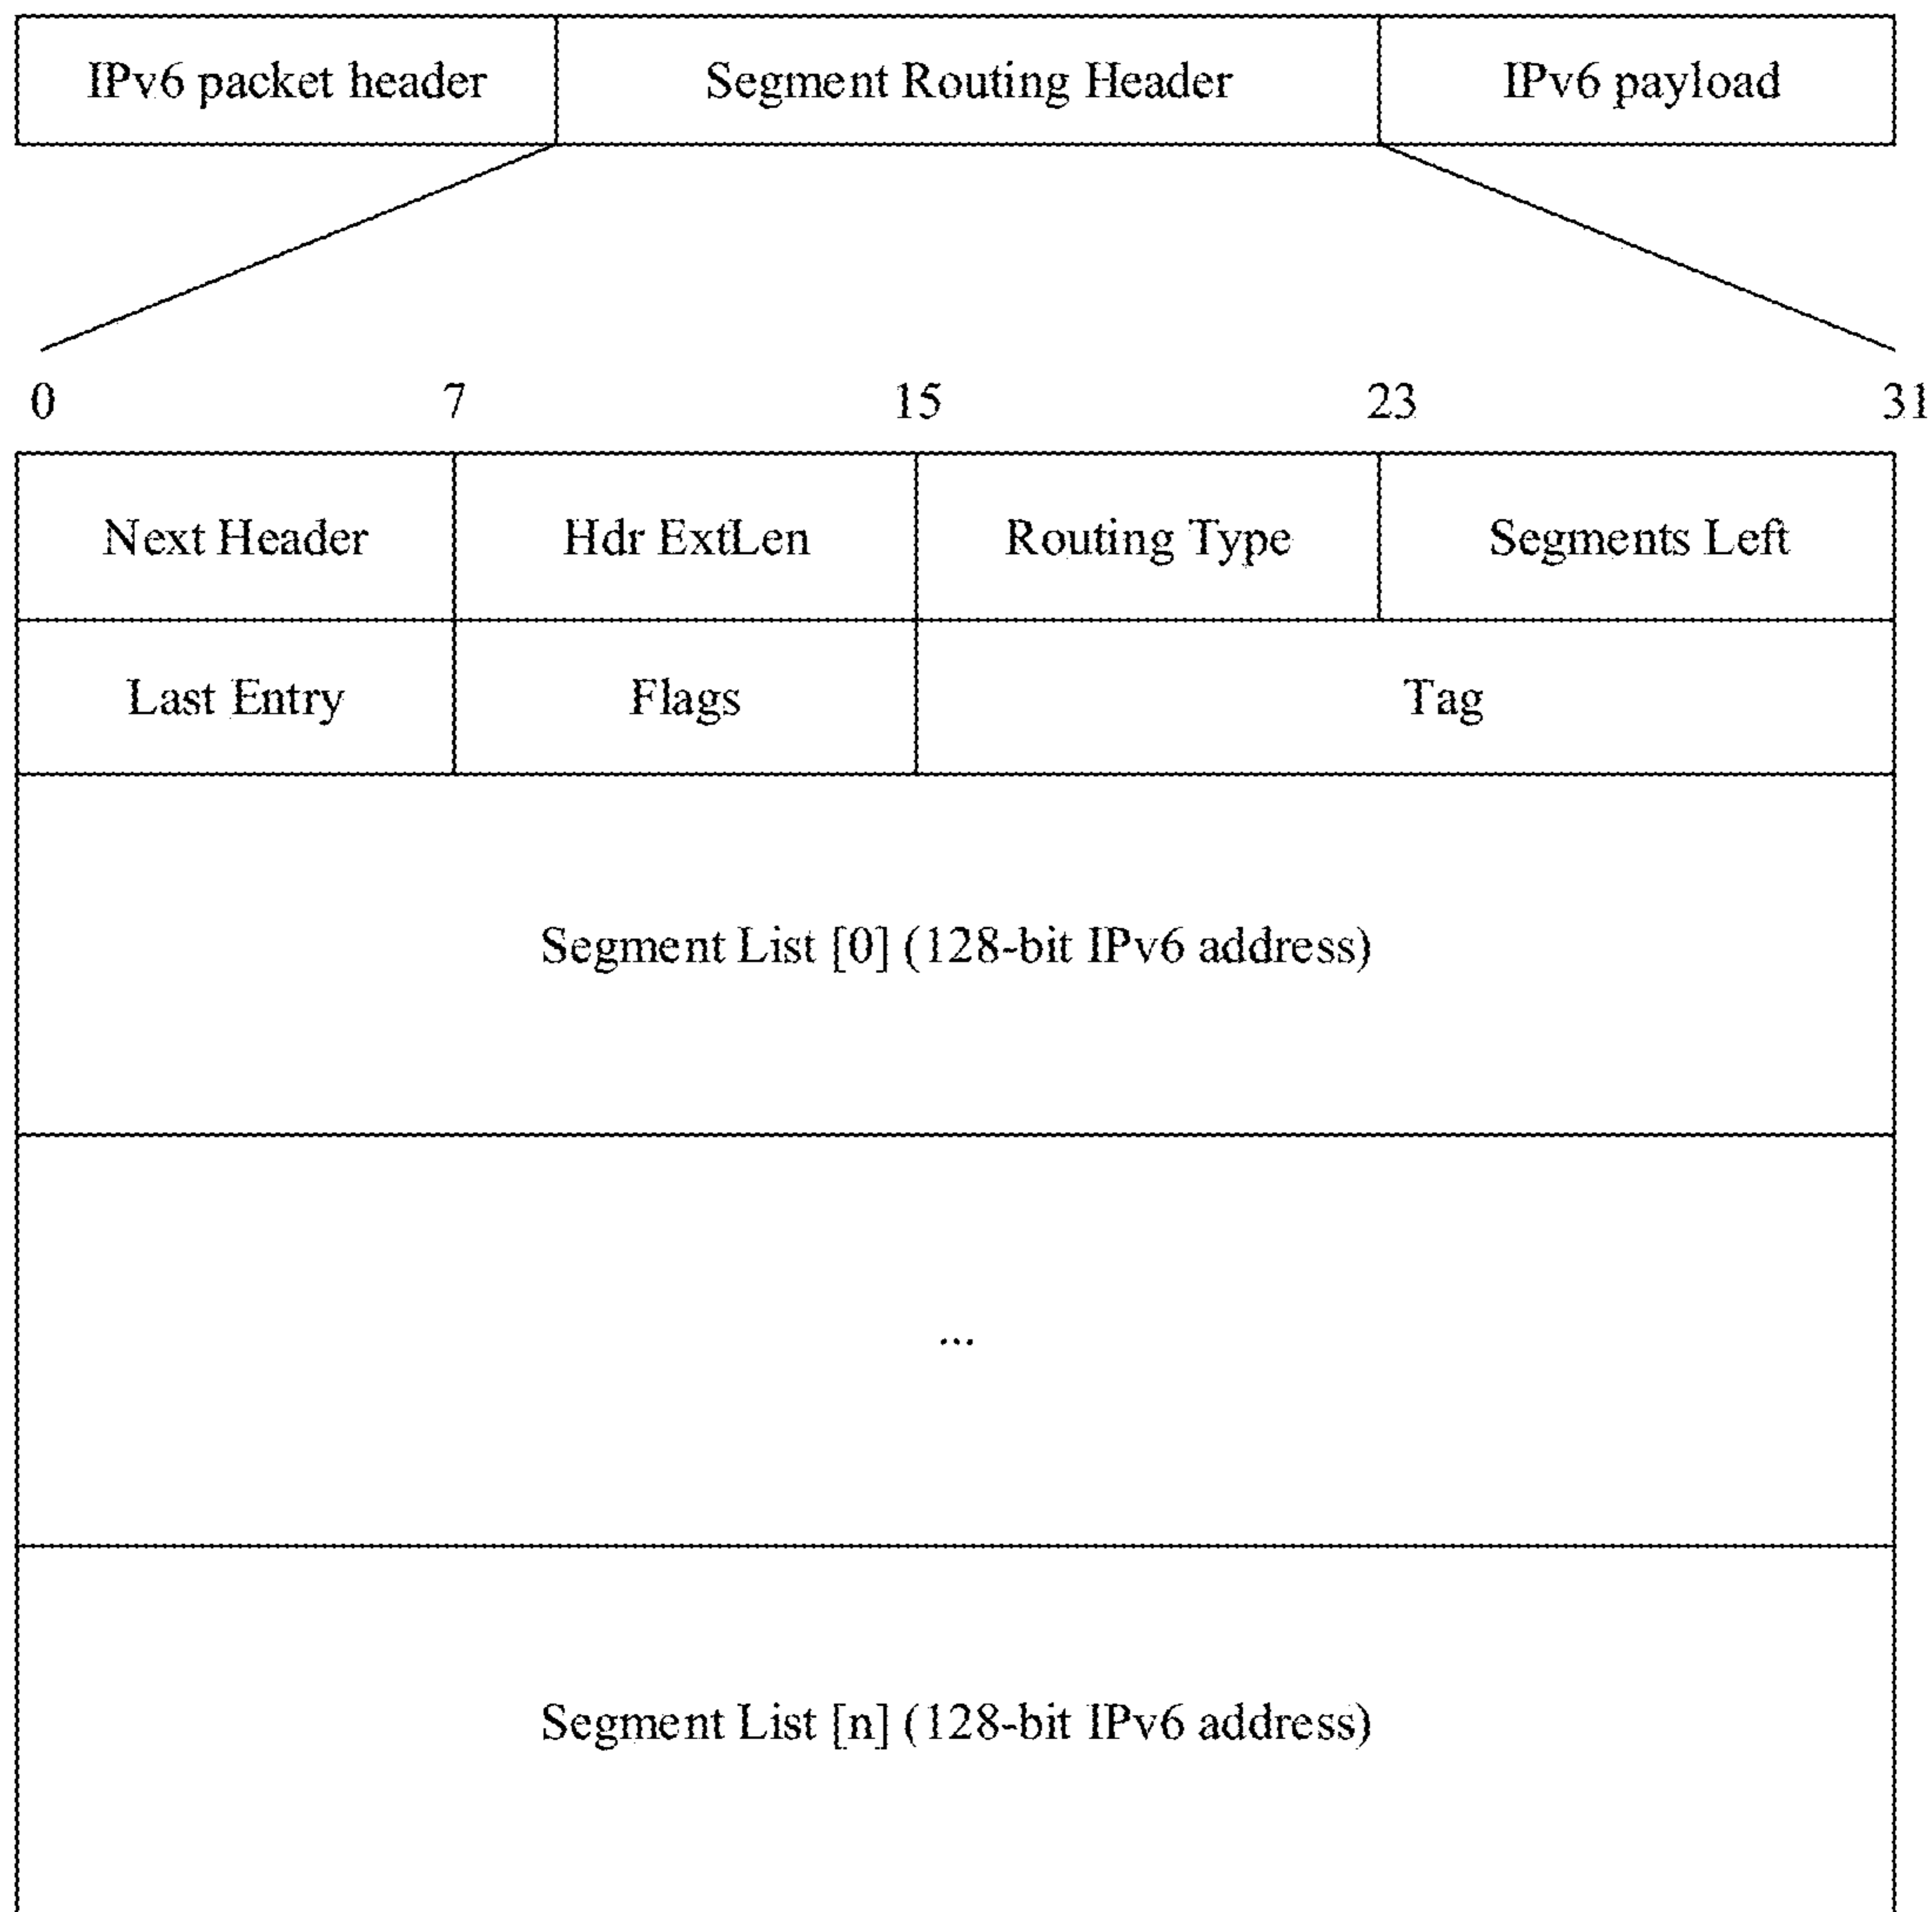 IPv6 packet header Segment Routing Header IPv6 payload
0 7 15 23 31
Next Header Hdr ExtLen Routing Type Segments Left
Last Entry Flags Tag
Segment List [0] (128-bit IPv6 address)
...
Segment List [n] (128-bit IPv6 address)